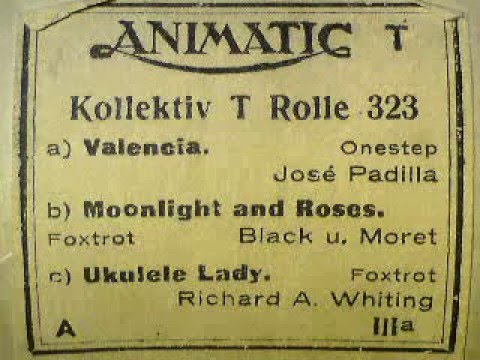 ANIMATIC T
Kollektiv T Rolle 323
a) Valencia. Onestep
José Padilla
b) Moonlight and Roses.
Foxtrot Black u. Moret
c) Ukulele Lady. Foxtrot
Richard A. Whiting
A IIIa